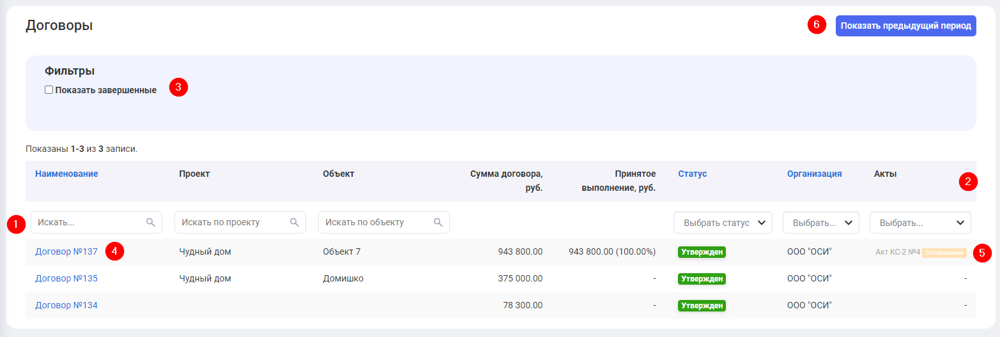 Договоры
6
Показать предыдущий период
Фильтры
Показать завершенные
3
Показаны 1-3 из 3 записи.
Наименование Проект Объект Сумма договора, руб. Принятое выполнение, руб. Статус Организация Акты
2
1
Искать... Искать по проекту Искать по объекту Выбрать статус Выбрать... Выбрать...
Договор №137 4 Чудный дом Объект 7 943 800.00 943 800.00 (100.00%) Утвержден ООО "ОСИ" Акт КС-2 №4 Согласование 5
Договор №135 Чудный дом Домишко 375 000.00 - Утвержден ООО "ОСИ" -
Договор №134 78 300.00 - Утвержден ООО "ОСИ" -